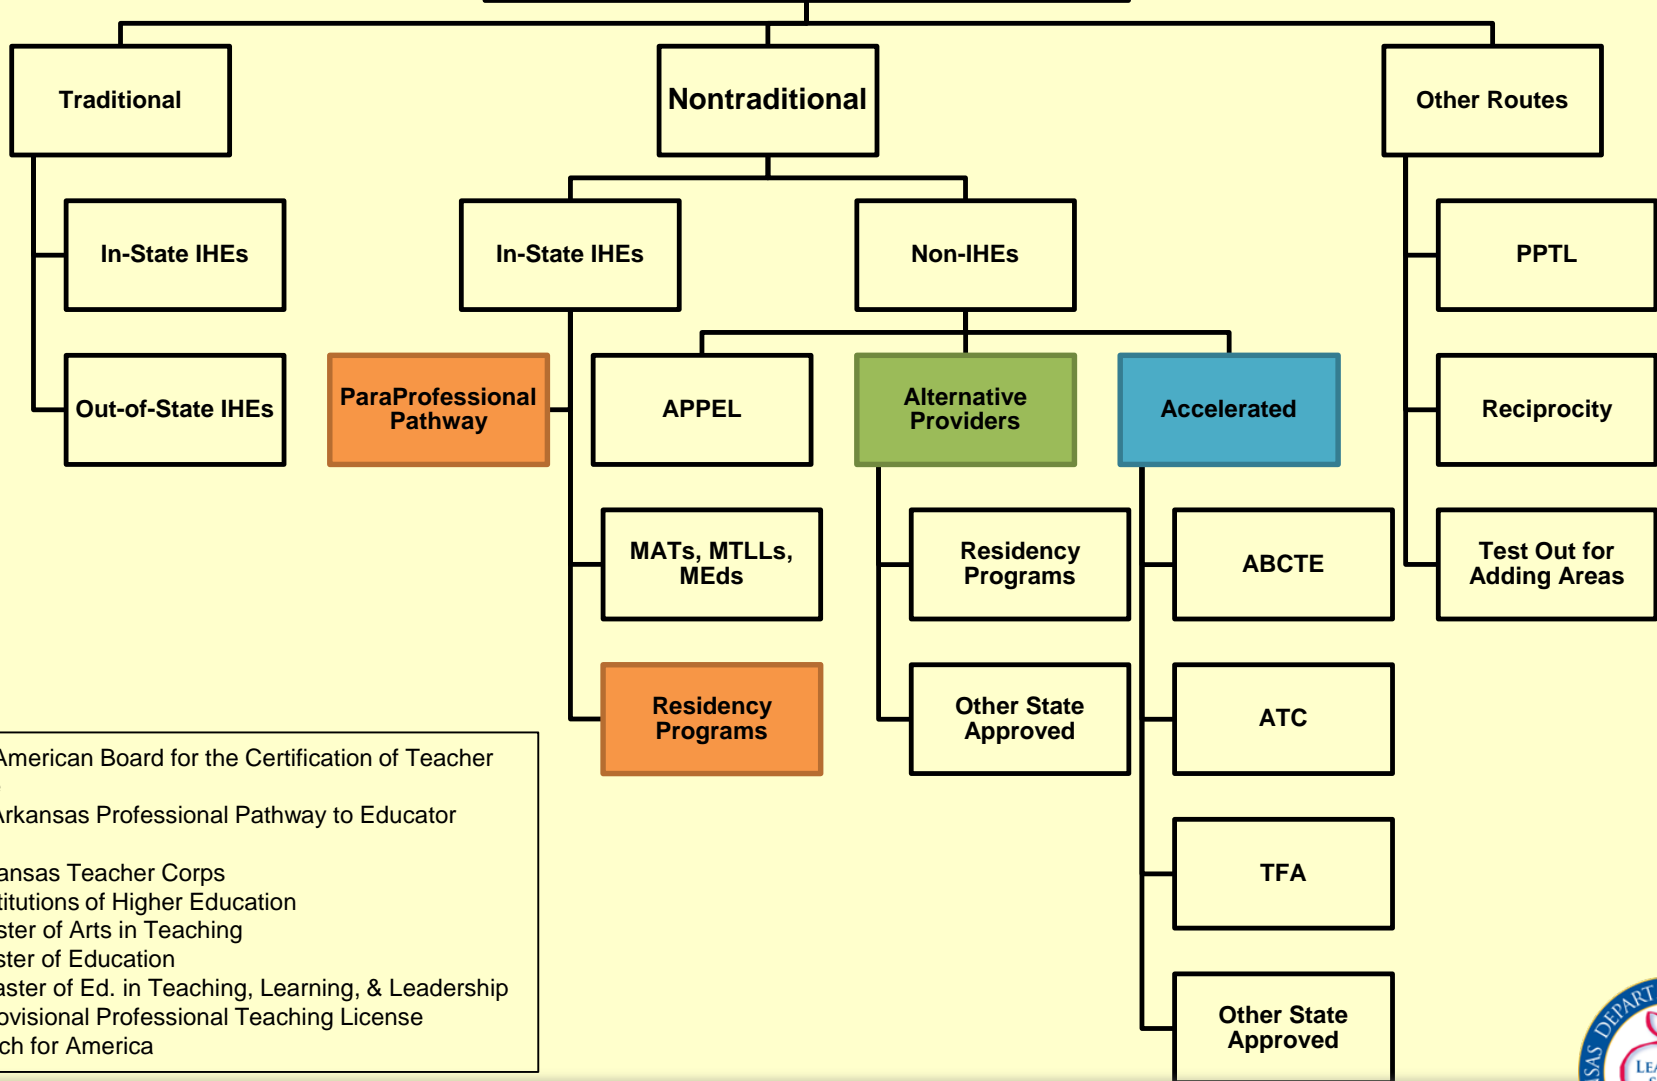 Traditional
Nontraditional
Other Routes
In-State IHEs
In-State IHEs
Non-IHEs
PPTL
Out-of-State IHEs
ParaProfessional
Pathway
APPEL
Alternative
Providers
Accelerated
Reciprocity
MATs, MTLLs,
MEds
Residency
Programs
ABCTE
Test Out for
Adding Areas
Residency
Programs
Other State
Approved
ATC
TFA
Other State
Approved
American Board for the Certification of Teacher
Arkansas Professional Pathway to Educator
ansas Teacher Corps
titutions of Higher Education
ster of Arts in Teaching
ster of Education
aster of Ed. in Teaching, Learning, & Leadership
ovisional Professional Teaching License
ch for America
SAS DEPART
LEA